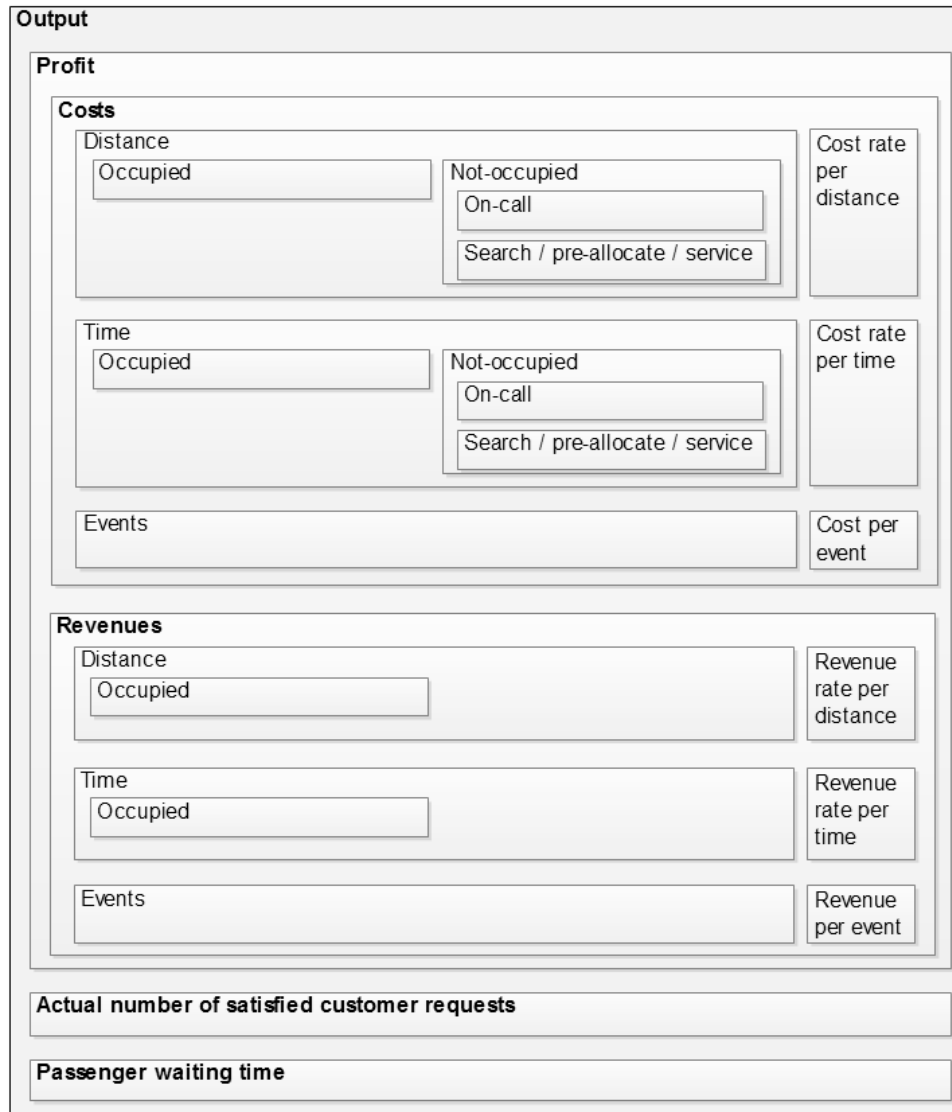 Output
Profit
Costs
Distance
Occupied
Not-occupied
On-call
Search / pre-allocate / service
Cost rate
per
distance
Time
Occupied
Not-occupied
On-call
Search / pre-allocate / service
Cost rate
per time
Events
Cost per
event
Revenues
Distance
Occupied
Revenue
rate per
distance
Time
Occupied
Revenue
rate per
time
Events
Revenue
per event
Actual number of satisfied customer requests
Passenger waiting time